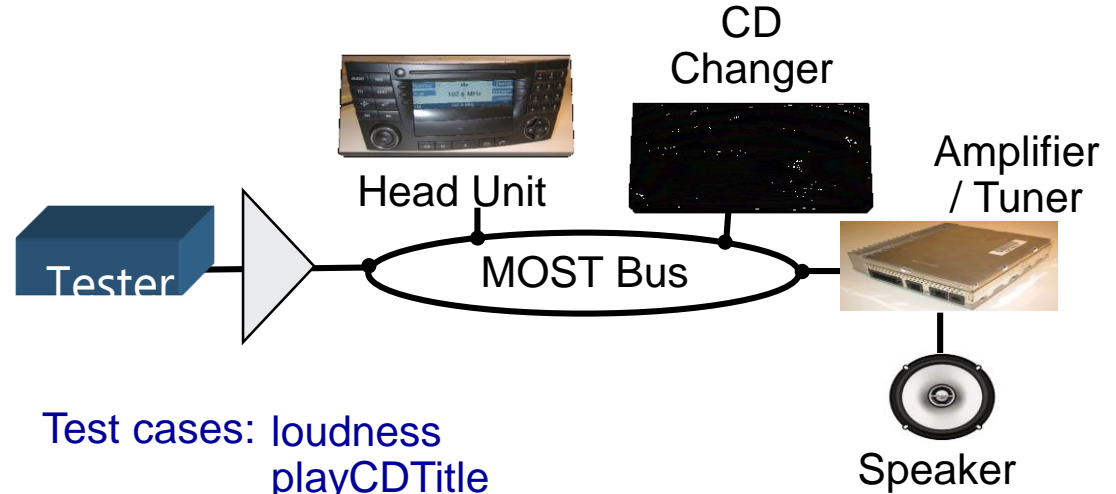 CD
Changer
Amplifier
/ Tuner
Head Unit
Tester
MOST Bus
Test cases: loudness
playCDTitle
Speaker